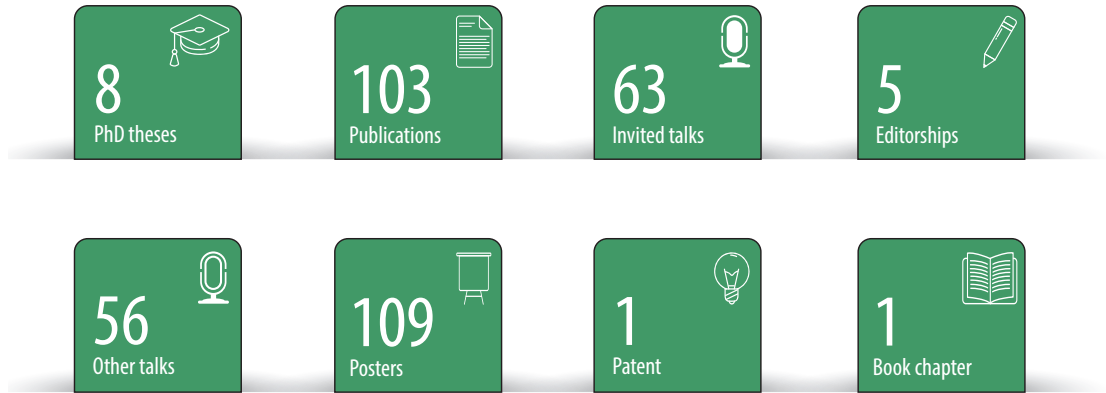 8
PhD theses
103
Publications
63
Invited talks
5
Editorships
56
Other talks
109
Posters
1
Patent
1
Book chapter